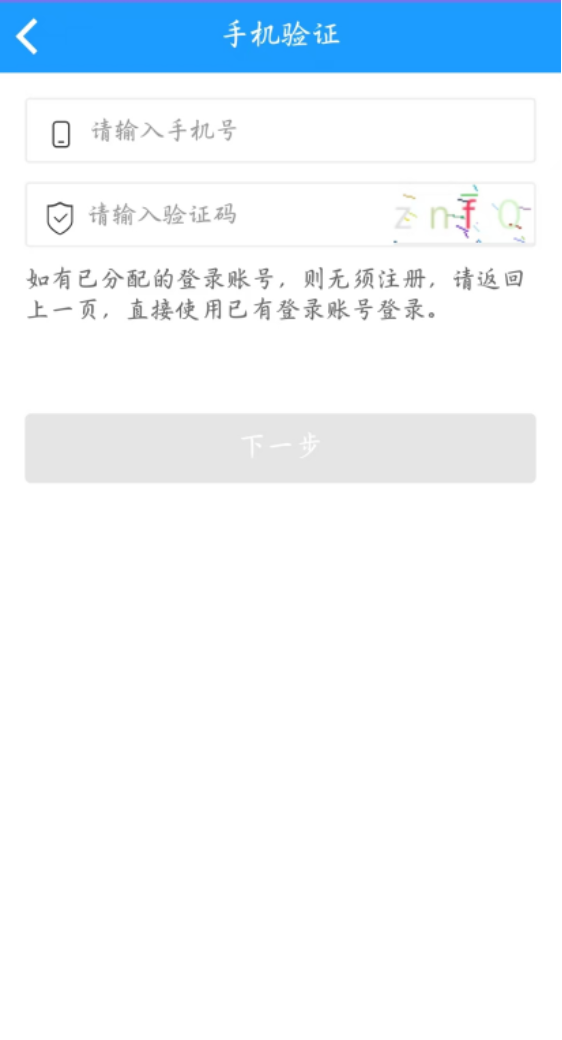 手机验证
请输入手机号
请输入验证码
如有已分配的登录账号，则无须注册，请返回
上一页，直接使用已有登录账号登录。
下一步